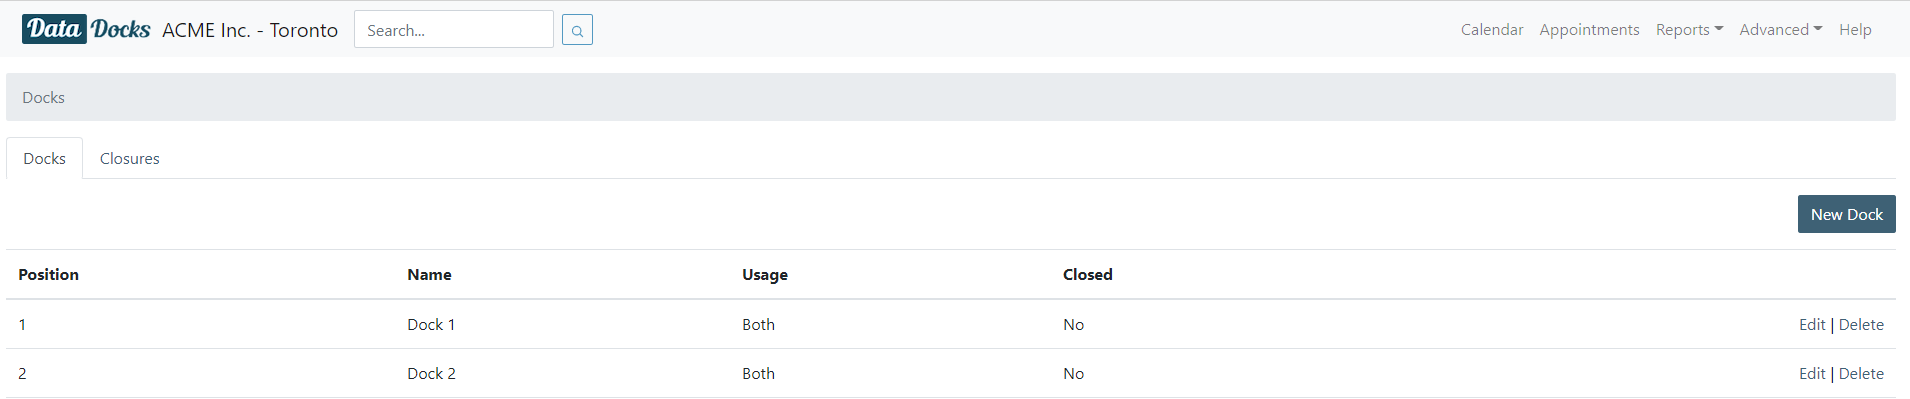 Data Docks ACME Inc. - Toronto Search... Calendar Appointments Reports Advanced Help
Docks
Docks Closures
New Dock
Position Name Usage Closed
1 Dock 1 Both No Edit | Delete
2 Dock 2 Both No Edit | Delete